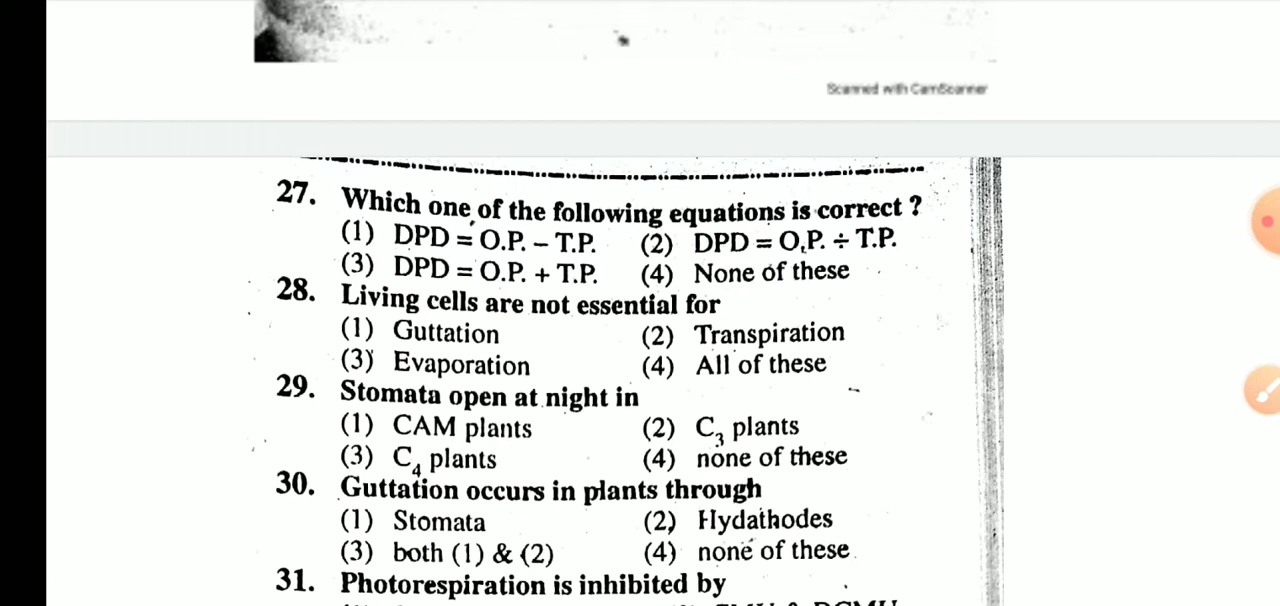 Scanned with CamScanner
27. Which one of the following equations is correct ?
(1) DPD = O.P. – T.P. (2) DPD = O.P. ÷ T.P.
(3) DPD = O.P. + T.P. (4) None of these
28. Living cells are not essential for
(1) Guttation (2) Transpiration
(3) Evaporation (4) All of these
29. Stomata open at night in
(1) CAM plants (2) C₃ plants
(3) C₄ plants (4) none of these
30. Guttation occurs in plants through
(1) Stomata (2) Hydathodes
(3) both (1) & (2) (4) none of these
31. Photorespiration is inhibited by